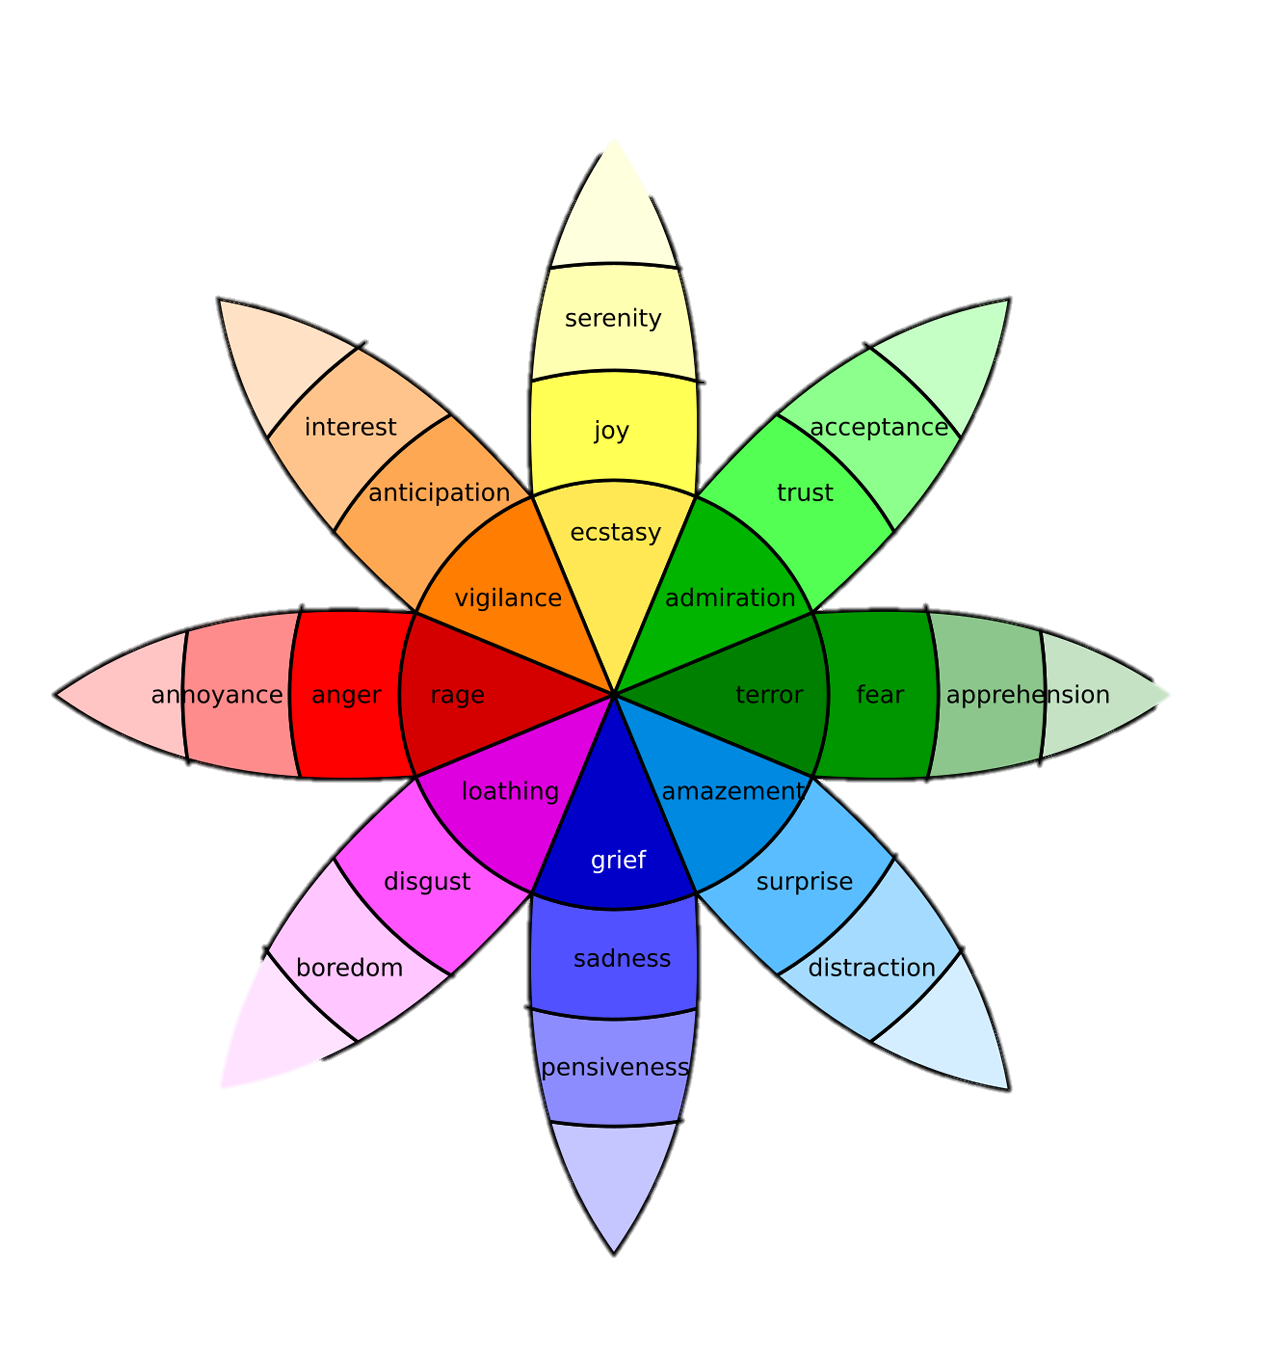 serenity
joy
ecstasy
interest
anticipation
vigilance
acceptance
trust
admiration
annoyance
anger
rage
terror
fear
apprehension
loathing
disgust
boredom
grief
sadness
pensiveness
amazement
surprise
distraction